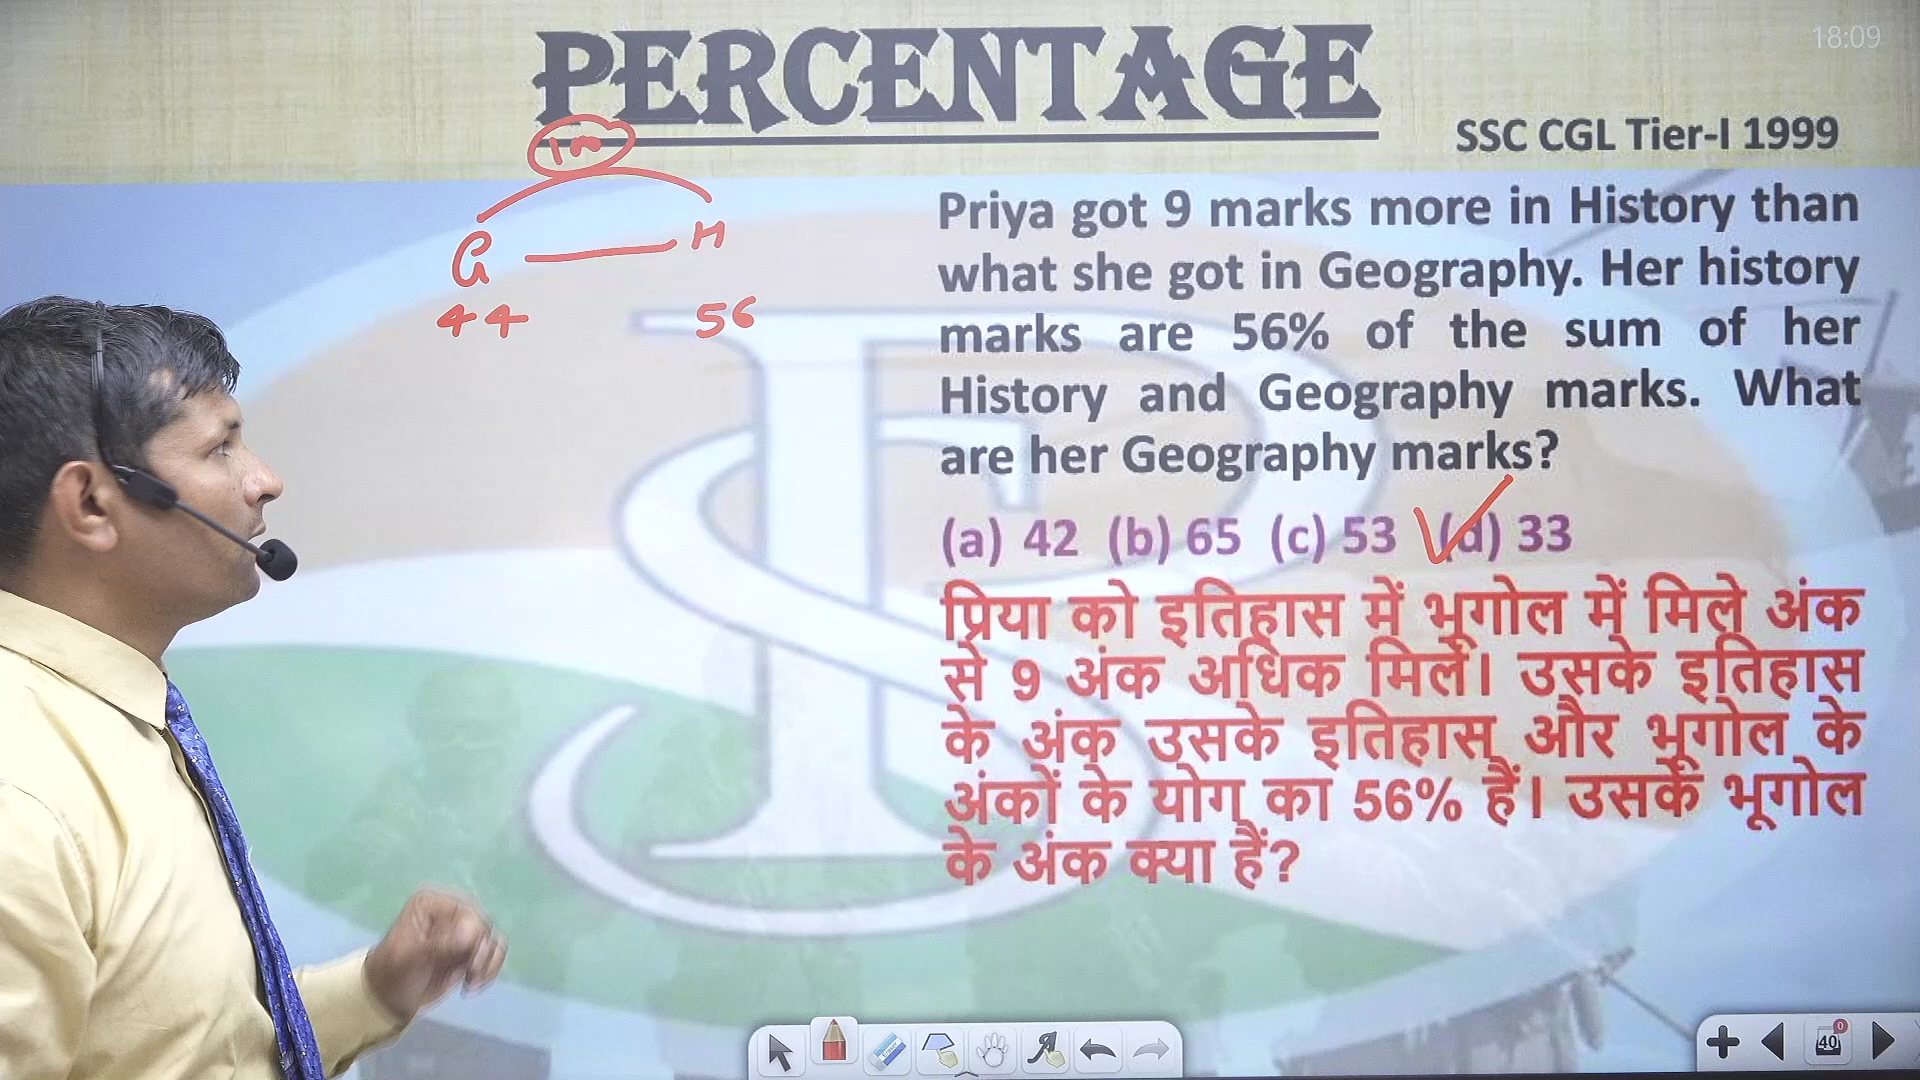 PERCENTAGE
18:09
SSC CGL Tier-I 1999
100
G H
44 56
Priya got 9 marks more in History than
what she got in Geography. Her history
marks are 56% of the sum of her
History and Geography marks. What
are her Geography marks?
(a) 42 (b) 65 (c) 53 (d) 33
प्रिया को इतिहास में भूगोल में मिले अंक
से 9 अंक अधिक मिले। उसके इतिहास
के अंक उसके इतिहास और भूगोल के
अंकों के योग का 56% हैं। उसके भूगोल
के अंक क्या हैं?
40
0